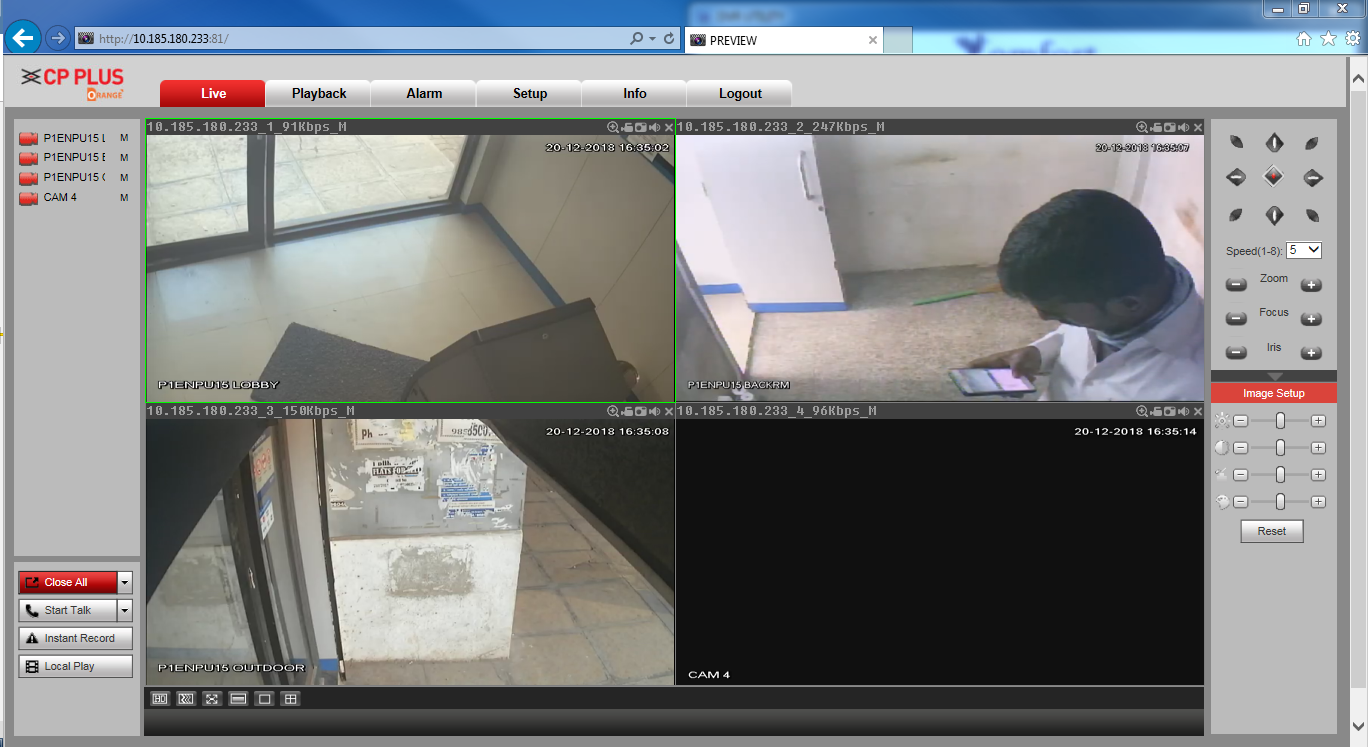 http://10.185.180.233:81/
PREVIEW
CP PLUS
ORANGE
Live
Playback
Alarm
Setup
Info
Logout
P1ENPU15 M
P1ENPU15 M
P1ENPU15 M
CAM 4 M
10.185.180.233_1_91Kbps_M
20-12-2018 16:35:02
P1ENPU15 LOBBY
10.185.180.233_2_247Kbps_M
20-12-2018 16:35:07
P1ENPU15 BACKRM
10.185.180.233_3_150Kbps_M
20-12-2018 16:35:08
Ph
P1ENPU15 OUTDOOR
10.185.180.233_4_96Kbps_M
20-12-2018 16:35:14
CAM 4
Speed(1-8): 5
Zoom
Focus
Iris
Image Setup
Reset
Close All
Start Talk
Instant Record
Local Play